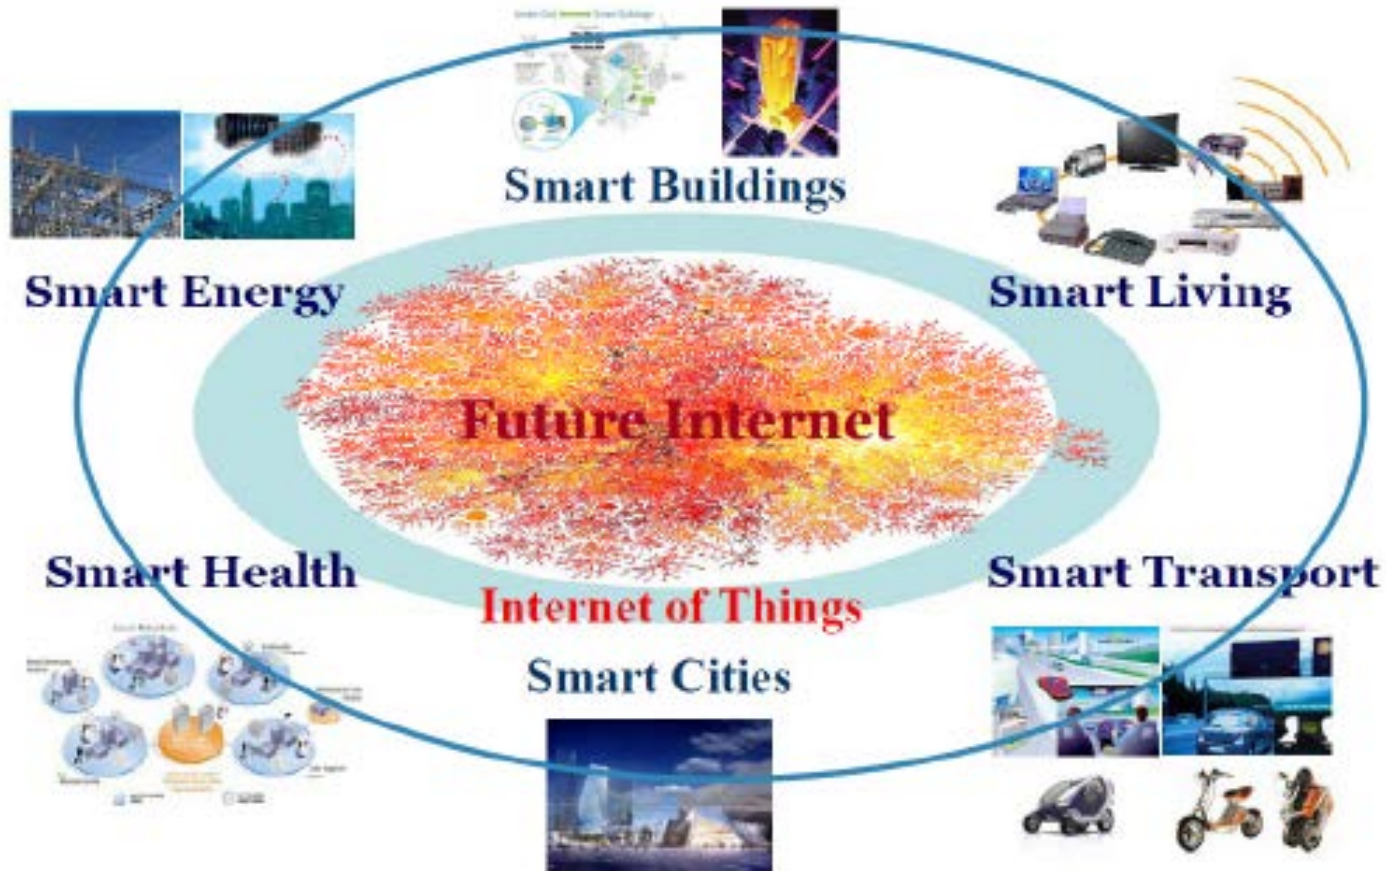 Smart Buildings
Smart Energy
Smart Living
Future Internet
Smart Health
Smart Transport
Internet of Things
Smart Cities